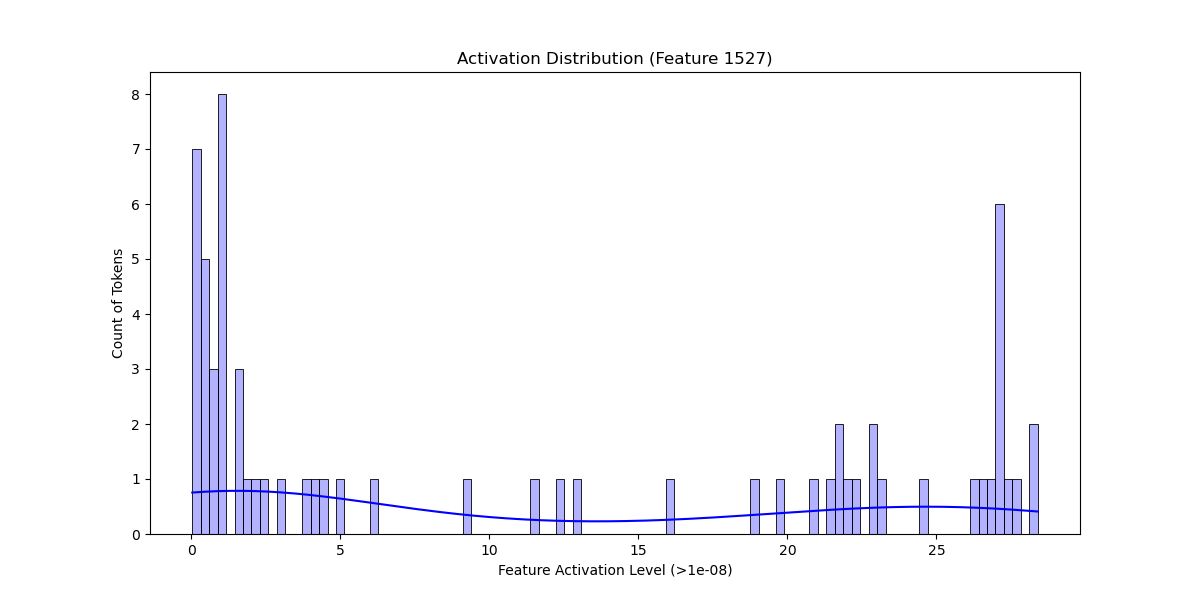 Activation Distribution (Feature 1527)
8
7
6
5
4
3
2
1
0
Count of Tokens
0 5 10 15 20 25
Feature Activation Level (>1e-08)